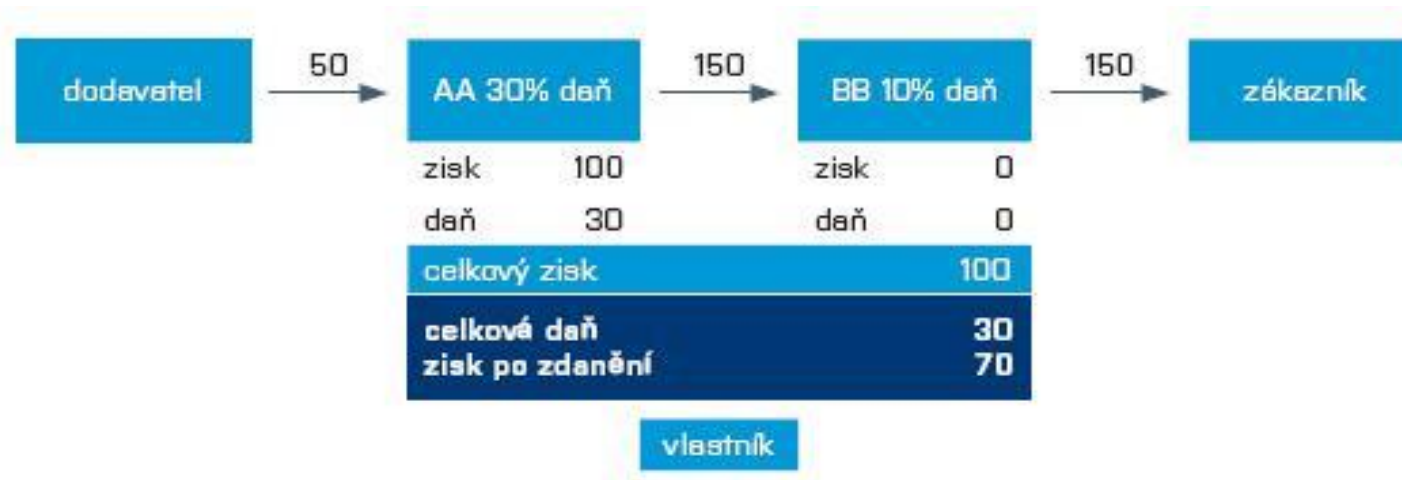 50 150 150
dodavatel AA 30% daň BB 10% daň zákazník
zisk 100 zisk 0
daň 30 daň 0
celkový zisk 100
celková daň 30
zisk po zdanění 70
vlastník